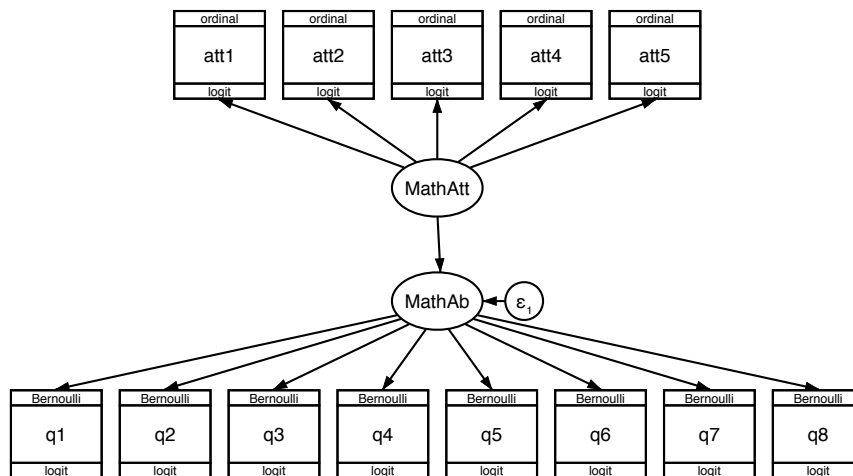 ordinal ordinal ordinal ordinal ordinal
att1 att2 att3 att4 att5
logit logit logit logit logit
MathAtt
MathAb ε1
Bernoulli Bernoulli Bernoulli Bernoulli Bernoulli Bernoulli Bernoulli Bernoulli
q1 q2 q3 q4 q5 q6 q7 q8
logit logit logit logit logit logit logit logit